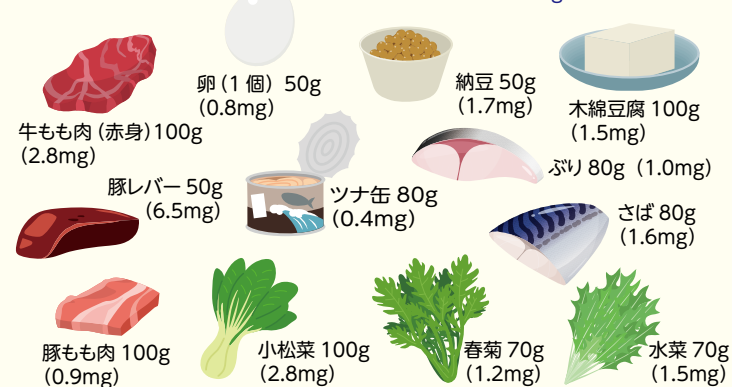 卵(1個)50g
(0.8mg)
納豆 50g
(1.7mg)
木綿豆腐 100g
(1.5mg)
牛もも肉(赤身)100g
(2.8mg)
ぶり 80g(1.0mg)
豚レバー 50g
(6.5mg)
ツナ缶 80g
(0.4mg)
さば 80g
(1.6mg)
豚もも肉 100g
(0.9mg)
小松菜 100g
(2.8mg)
春菊 70g
(1.2mg)
水菜 70g
(1.5mg)